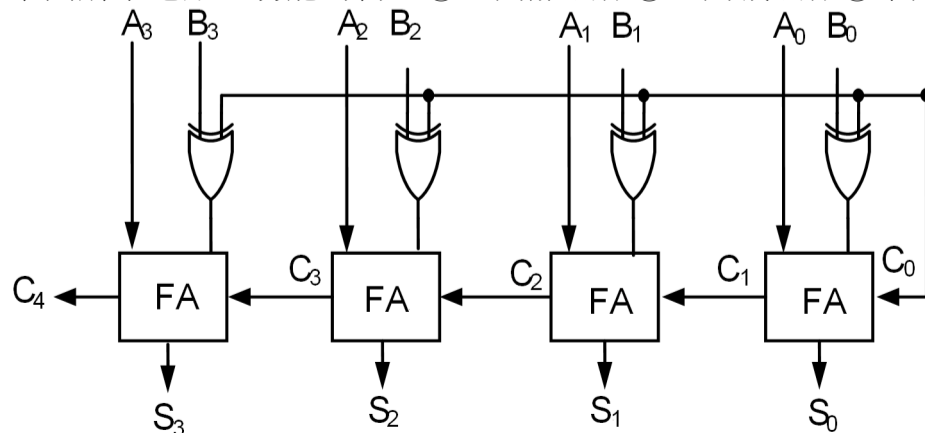 A3 B3 A2 B2 A1 B1 A0 B0
C4 FA C3 FA C2 FA C1 FA C0
S3 S2 S1 S0